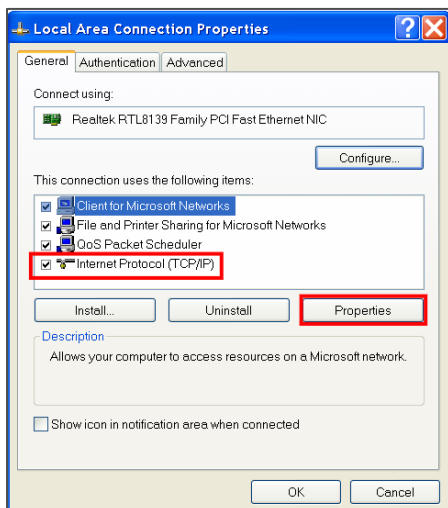 Local Area Connection Properties
General Authentication Advanced
Connect using:
Realtek RTL8139 Family PCI Fast Ethernet NIC
Configure...
This connection uses the following items:
Client for Microsoft Networks
File and Printer Sharing for Microsoft Networks
QoS Packet Scheduler
Internet Protocol (TCP/IP)
Install... Uninstall Properties
Description
Allows your computer to access resources on a Microsoft network.
Show icon in notification area when connected
OK Cancel